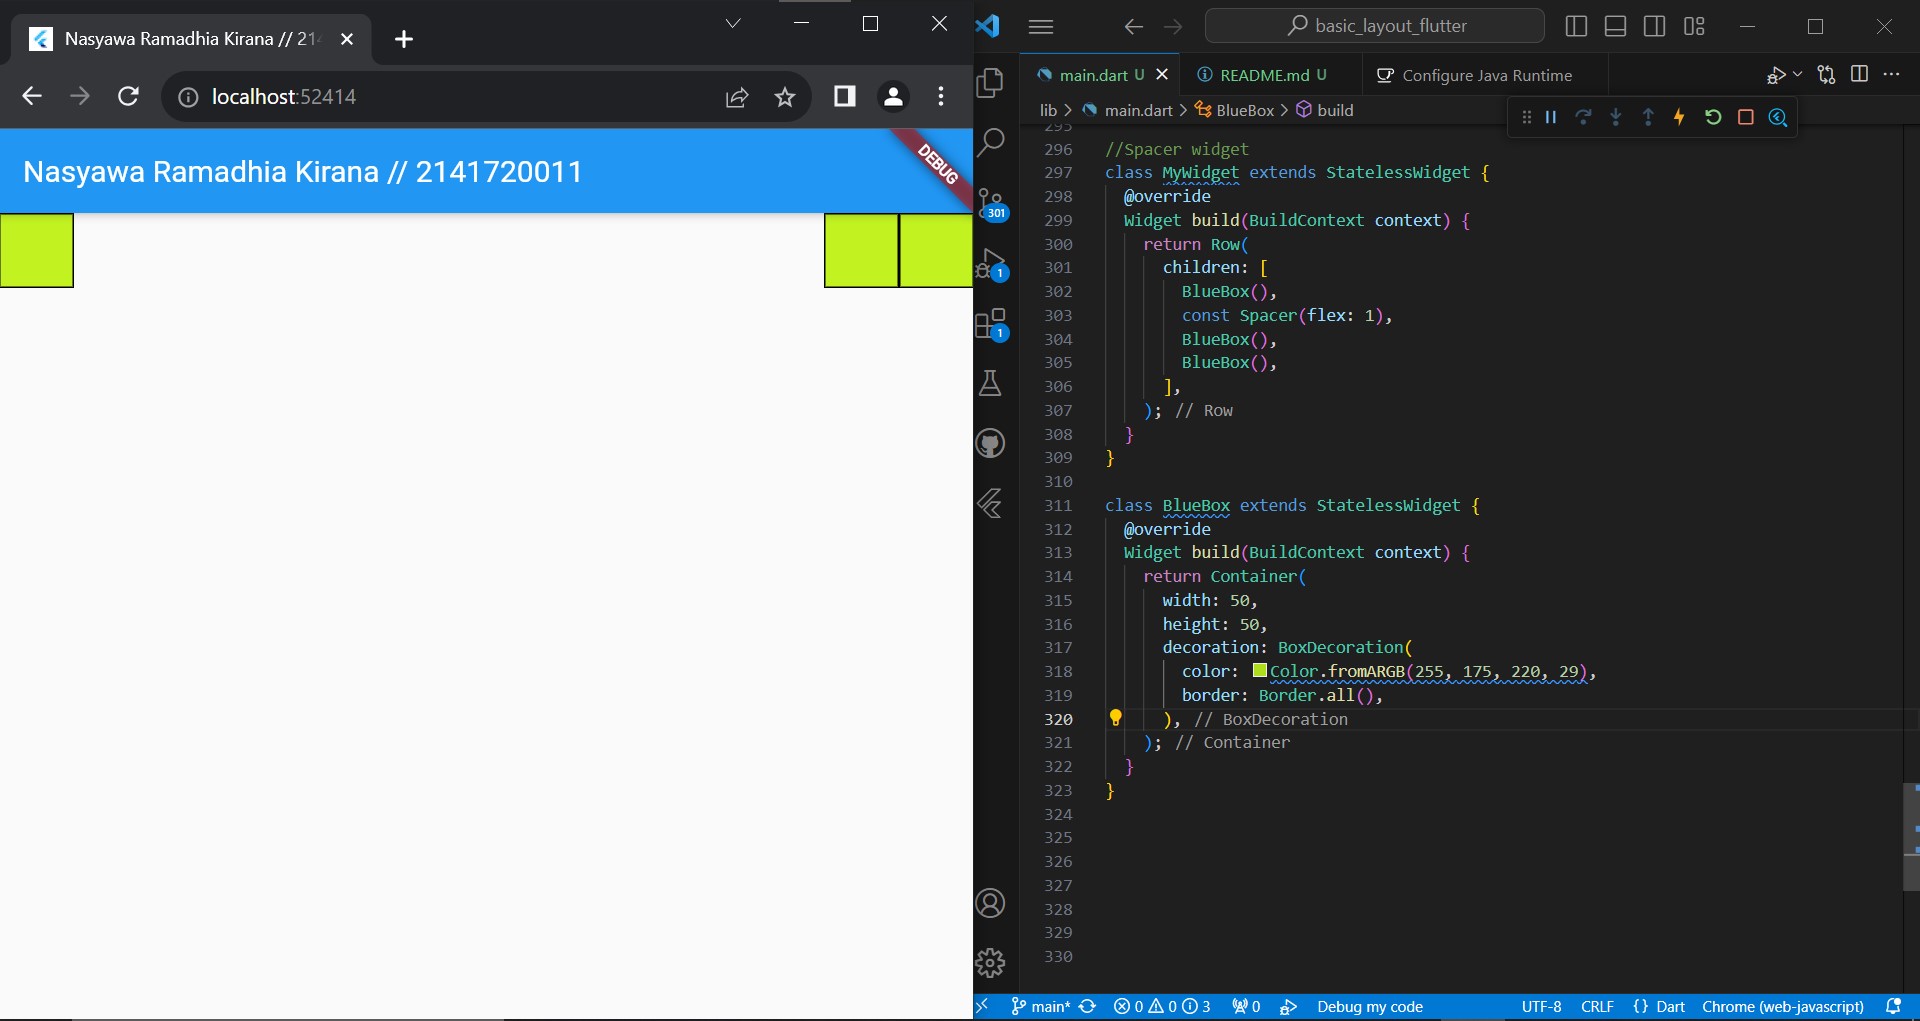 Nasyawa Ramadhia Kirana // 214
localhost:52414
Nasyawa Ramadhia Kirana // 2141720011
DEBUG
basic_layout_flutter
main.dart U
README.md U
Configure Java Runtime
lib > main.dart > BlueBox > build
301
1
1
295
296 //Spacer widget
297 class MyWidget extends StatelessWidget {
298 @override
299 Widget build(BuildContext context) {
300 return Row(
301 children: [
302 BlueBox(),
303 const Spacer(flex: 1),
304 BlueBox(),
305 BlueBox(),
306 ],
307 ); // Row
308 }
309 }
310
311 class BlueBox extends StatelessWidget {
312 @override
313 Widget build(BuildContext context) {
314 return Container(
315 width: 50,
316 height: 50,
317 decoration: BoxDecoration(
318 color: Color.fromARGB(255, 175, 220, 29),
319 border: Border.all(),
320 ), // BoxDecoration
321 ); // Container
322 }
323 }
324
325
326
327
328
329
330
main* 0 0 3 0 Debug my code UTF-8 CRLF {} Dart Chrome (web-javascript)